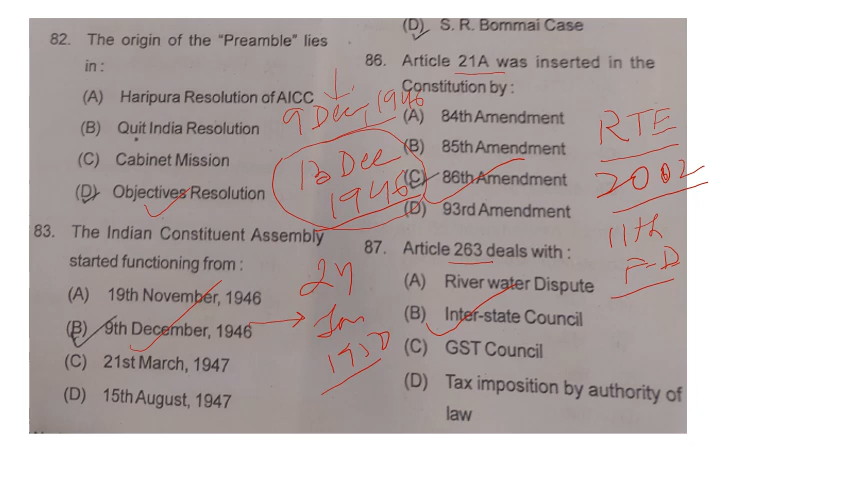 82. The origin of the "Preamble" lies
in :
(A) Haripura Resolution of AICC
(B) Quit India Resolution
(C) Cabinet Mission
(D) Objectives Resolution
9 Dec, 1946
13 Dec
1946
83. The Indian Constituent Assembly
started functioning from :
(A) 19th November, 1946
(B) 9th December, 1946
(C) 21st March, 1947
(D) 15th August, 1947
24
Jan
1950
(D) S. R. Bommai Case
86. Article 21A was inserted in the
Constitution by :
(A) 84th Amendment
(B) 85th Amendment
(C) 86th Amendment
(D) 93rd Amendment
RTE
2002
11th
F-D
87. Article 263 deals with :
(A) River water Dispute
(B) Inter-state Council
(C) GST Council
(D) Tax imposition by authority of
law